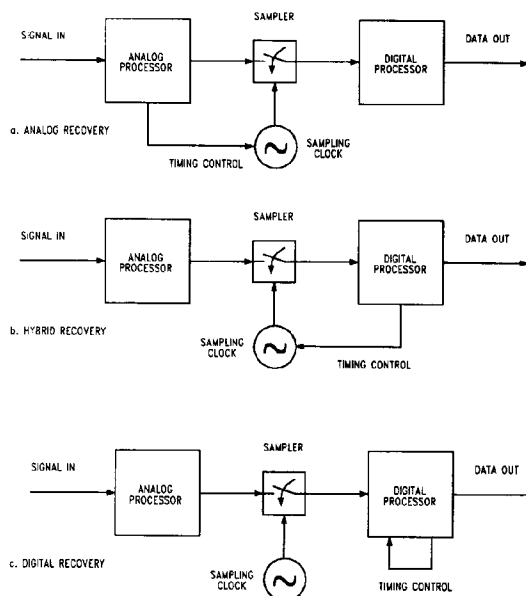 SAMPLER
SIGNAL IN
DATA OUT
ANALOG
PROCESSOR
DIGITAL
PROCESSOR
a. ANALOG RECOVERY
TIMING CONTROL
SAMPLING
CLOCK
SAMPLER
SIGNAL IN
DATA OUT
ANALOG
PROCESSOR
DIGITAL
PROCESSOR
b. HYBRID RECOVERY
SAMPLING
CLOCK
TIMING CONTROL
SAMPLER
SIGNAL IN
DATA OUT
ANALOG
PROCESSOR
DIGITAL
PROCESSOR
c. DIGITAL RECOVERY
SAMPLING
CLOCK
TIMING CONTROL